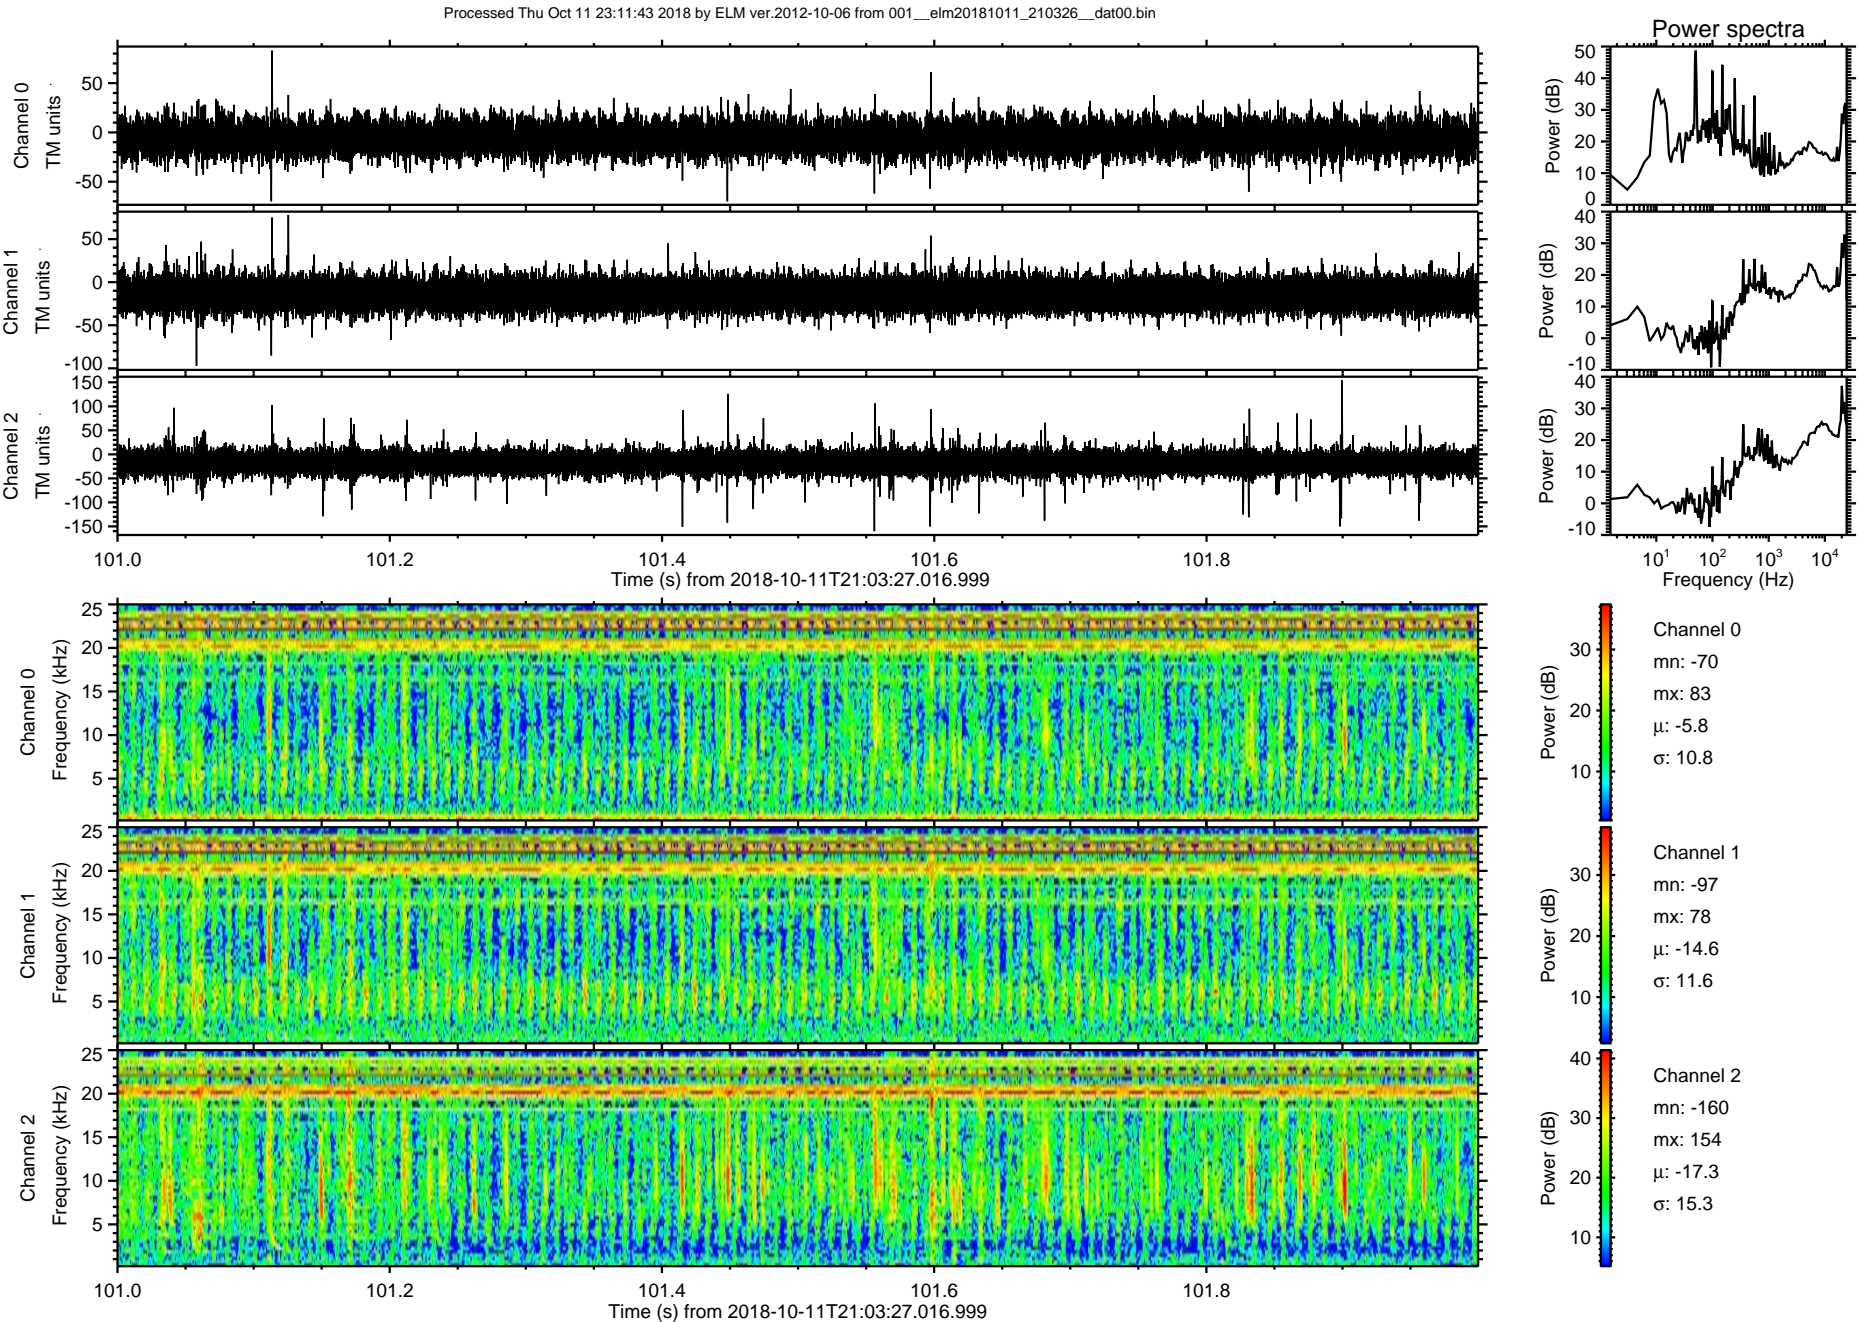 Processed Thu Oct 11 23:11:43 2018 by ELM ver.2012-10-06 from 001__elm20181011_210326__dat00.bin
Power spectra
Channel 0
TM units
50
0
-50
Power (dB)
50
40
30
20
10
0
Channel 1
TM units
50
0
-50
-100
Power (dB)
40
30
20
10
0
-10
Channel 2
TM units
150
100
50
0
-50
-100
-150
Power (dB)
40
30
20
10
0
-10
101.0 101.2 101.4 101.6 101.8
Time (s) from 2018-10-11T21:03:27.016.999
10^1 10^2 10^3 10^4
Frequency (Hz)
Channel 0
Frequency (kHz)
25
20
15
10
5
Power (dB)
30
20
10
Channel 0
mn: -70
mx: 83
μ: -5.8
σ: 10.8
Channel 1
Frequency (kHz)
25
20
15
10
5
Power (dB)
30
20
10
Channel 1
mn: -97
mx: 78
μ: -14.6
σ: 11.6
Channel 2
Frequency (kHz)
25
20
15
10
5
Power (dB)
40
30
20
10
Channel 2
mn: -160
mx: 154
μ: -17.3
σ: 15.3
101.0 101.2 101.4 101.6 101.8
Time (s) from 2018-10-11T21:03:27.016.999